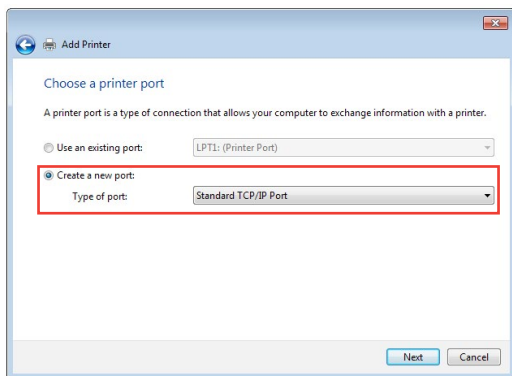 Add Printer
Choose a printer port
A printer port is a type of connection that allows your computer to exchange information with a printer.
Use an existing port: LPT1: (Printer Port)
Create a new port:
Type of port: Standard TCP/IP Port
Next Cancel